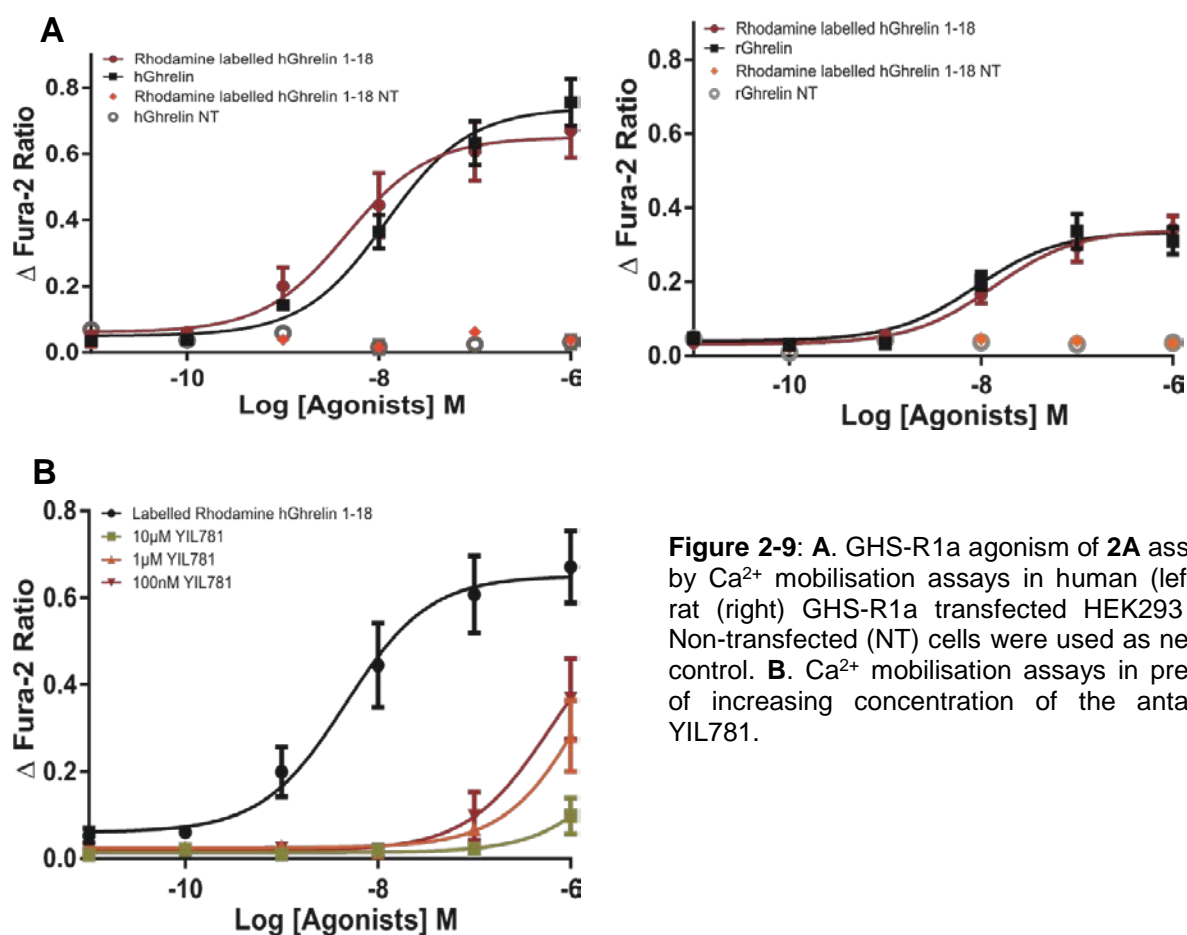 A
Rhodamine labelled hGhrelin 1-18
hGhrelin
Rhodamine labelled hGhrelin 1-18 NT
hGhrelin NT
0.8
0.6
0.4
0.2
0.0
Δ Fura-2 Ratio
-10
-8
-6
Log [Agonists] M
Rhodamine labelled hGhrelin 1-18
rGhrelin
Rhodamine labelled hGhrelin 1-18 NT
rGhrelin NT
0.8
0.6
0.4
0.2
0.0
Δ Fura-2 Ratio
-10
-8
-6
Log [Agonists] M
B
Labelled Rhodamine hGhrelin 1-18
10µM YIL781
1µM YIL781
100nM YIL781
0.8
0.6
0.4
0.2
0.0
Δ Fura-2 Ratio
-10
-8
-6
Log [Agonists] M
Figure 2-9: A. GHS-R1a agonism of 2A ass
by Ca²⁺ mobilisation assays in human (lef
rat (right) GHS-R1a transfected HEK293
Non-transfected (NT) cells were used as ne
control. B. Ca²⁺ mobilisation assays in pre
of increasing concentration of the anta
YIL781.